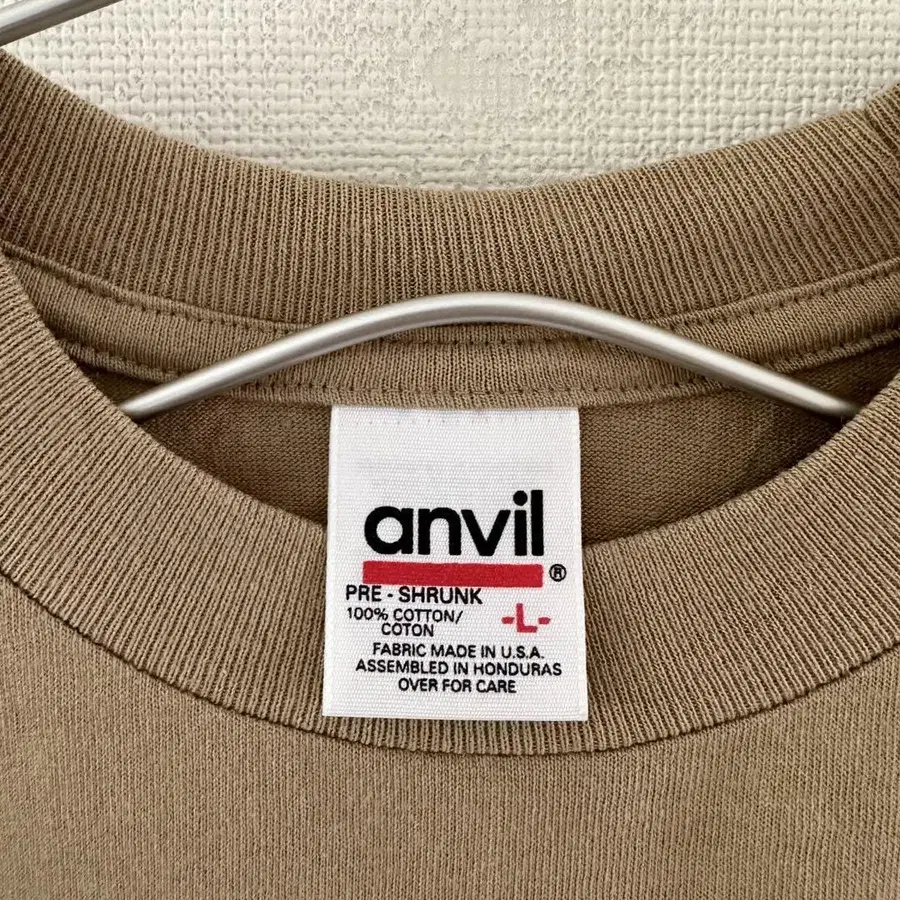 anvil
®
PRE - SHRUNK
100% COTTON/
COTON
-L-
FABRIC MADE IN U.S.A.
ASSEMBLED IN HONDURAS
OVER FOR CARE